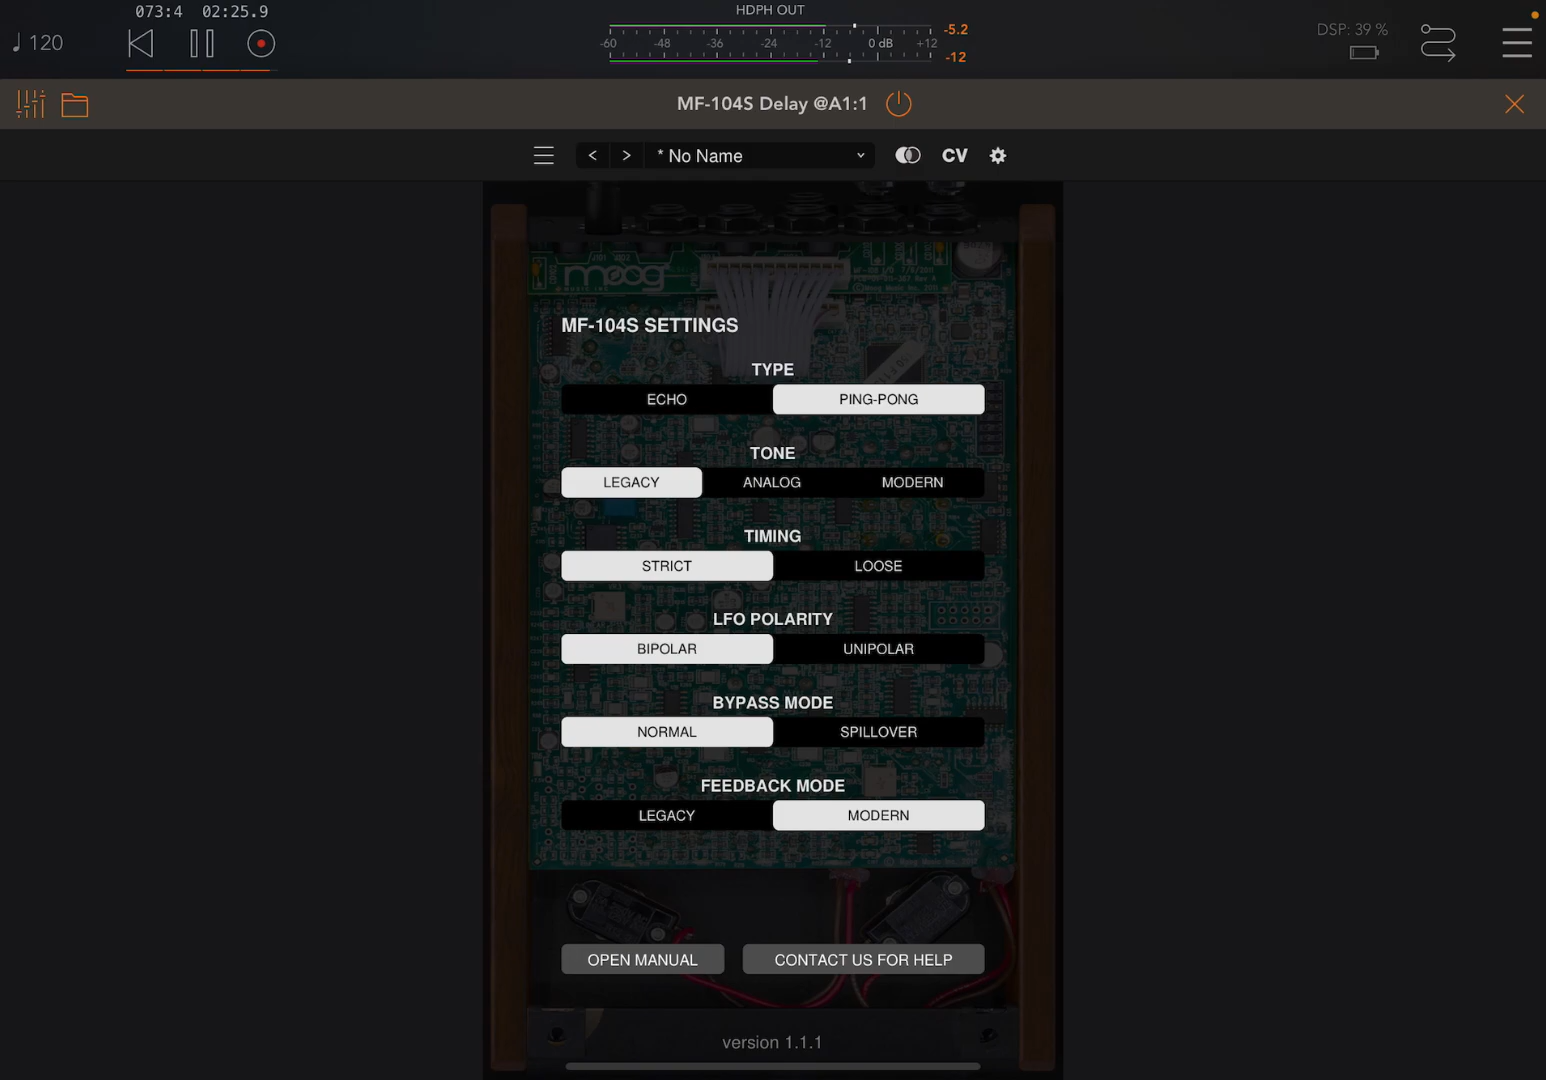 073:4 02:25.9
HDPH OUT
120
-60 -48 -36 -24 -12 0 dB +12
-5.2
-12
DSP: 39 %
MF-104S Delay @A1:1
< > * No Name
CV
moog
MF-104S SETTINGS
TYPE
ECHO PING-PONG
TONE
LEGACY ANALOG MODERN
TIMING
STRICT LOOSE
LFO POLARITY
BIPOLAR UNIPOLAR
BYPASS MODE
NORMAL SPILLOVER
FEEDBACK MODE
LEGACY MODERN
OPEN MANUAL CONTACT US FOR HELP
version 1.1.1